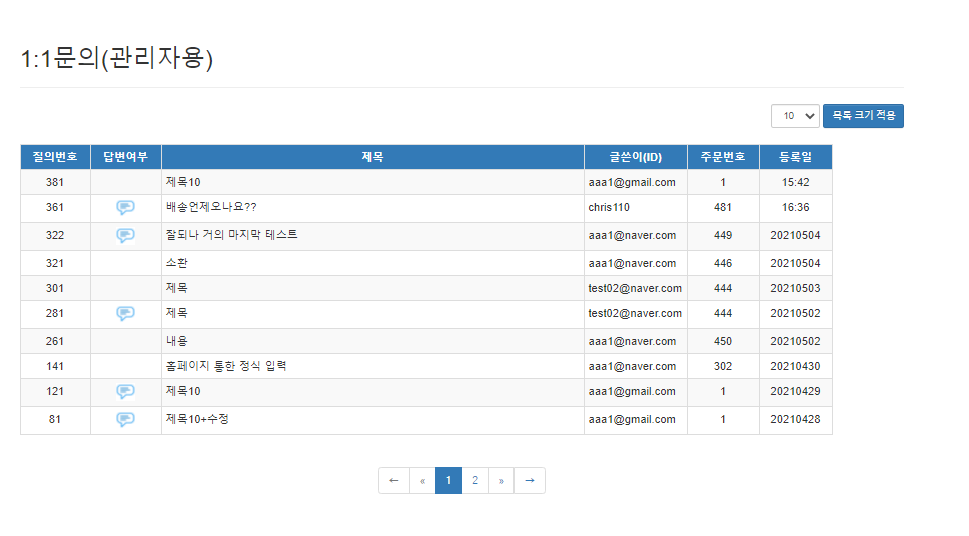 1:1문의(관리자용)
10 목록 크기 적용
질의번호 답변여부 제목 글쓴이(ID) 주문번호 등록일
381 제목10 aaa1@gmail.com 1 15:42
361 배송언제오나요?? chris110 481 16:36
322 잘되나 거의 마지막 테스트 aaa1@naver.com 449 20210504
321 소환 aaa1@naver.com 446 20210504
301 제목 test02@naver.com 444 20210503
281 제목 test02@naver.com 444 20210502
261 내용 aaa1@naver.com 450 20210502
141 홈페이지 통한 정식 입력 aaa1@naver.com 302 20210430
121 제목10 aaa1@gmail.com 1 20210429
81 제목10+수정 aaa1@gmail.com 1 20210428
← « 1 2 » →